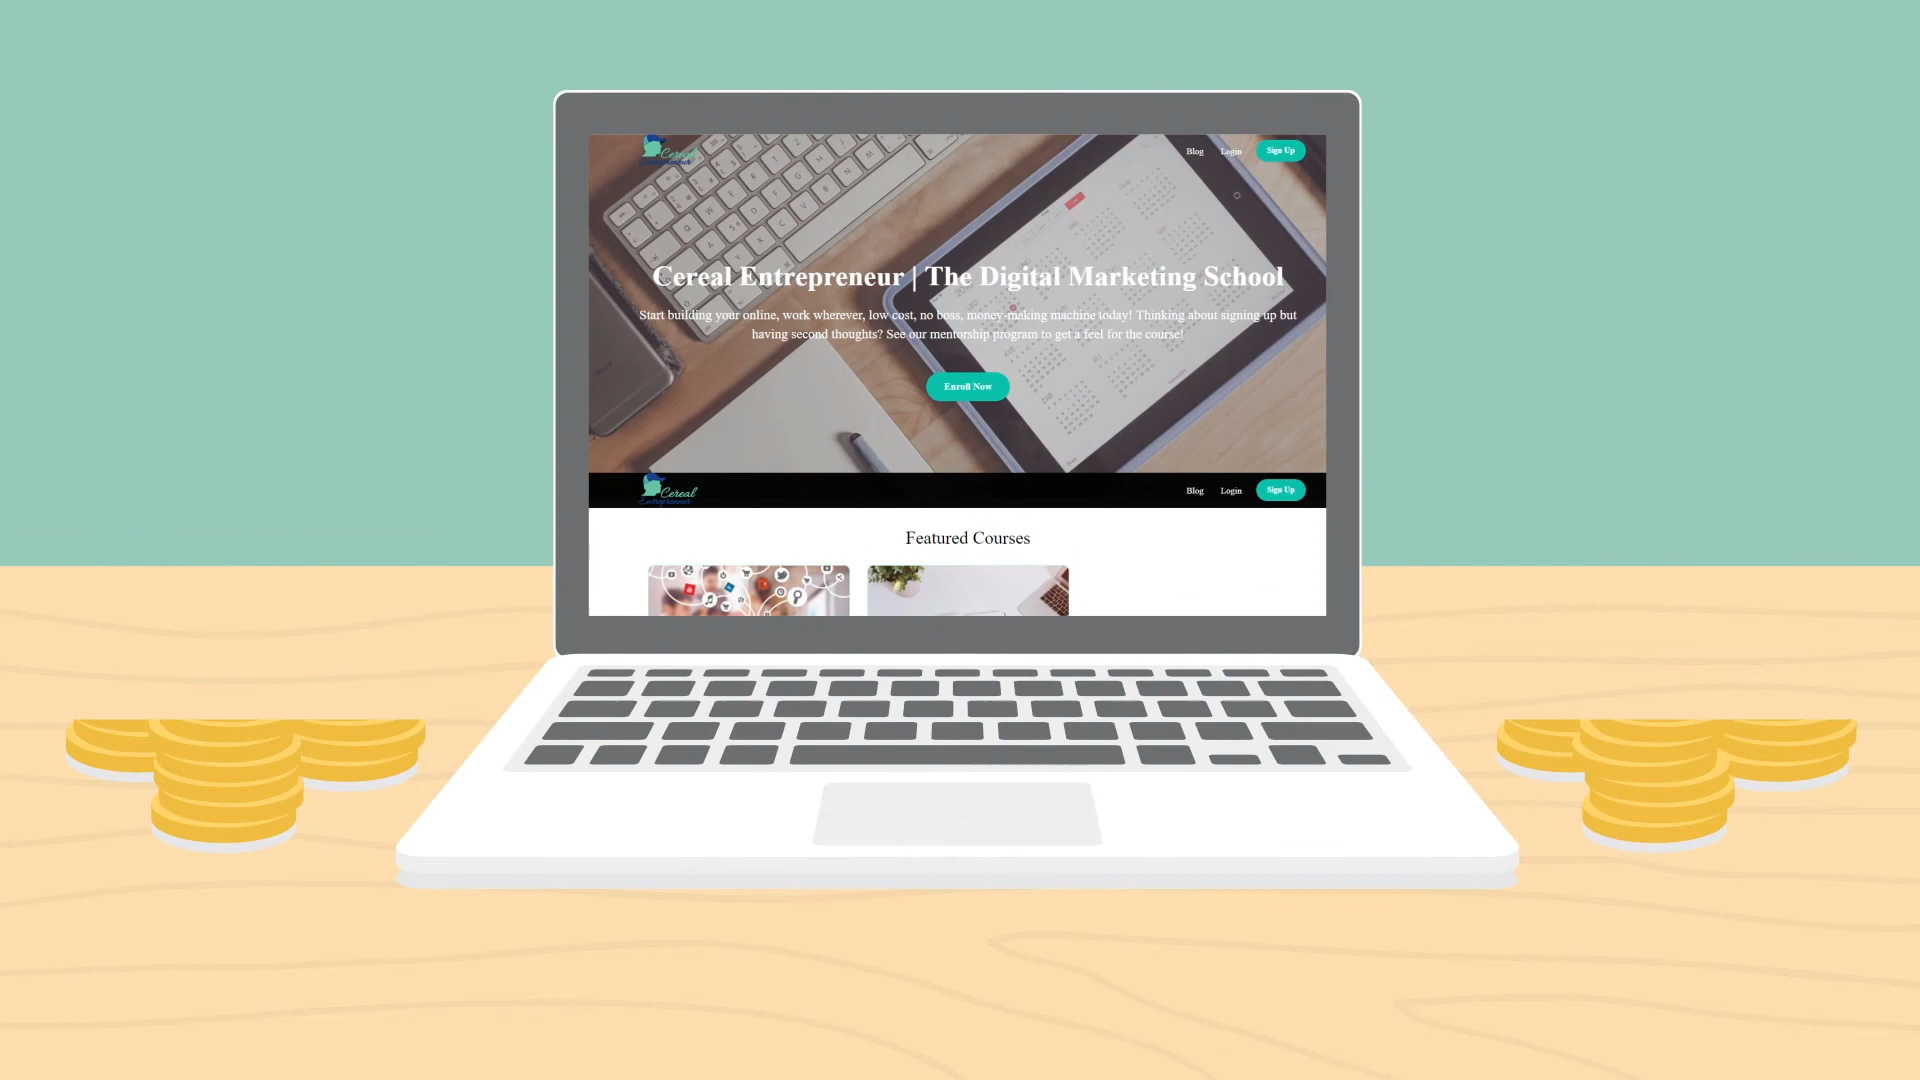 Cereal
Entrepreneur
Blog Login Sign Up
Cereal Entrepreneur | The Digital Marketing School
Start building your online, work wherever, low cost, no boss, money-making machine today! Thinking about signing up but
having second thoughts? See our mentorship program to get a feel for the course!
Enroll Now
Cereal
Entrepreneur
Blog Login Sign Up
Featured Courses